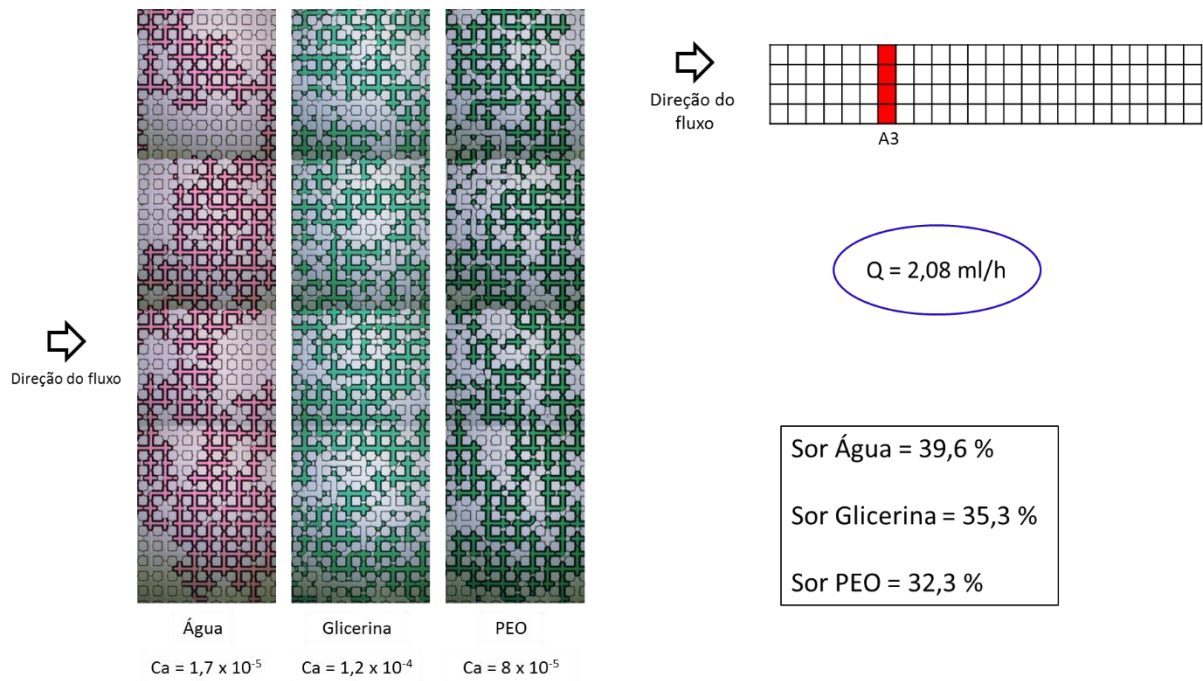 Direção do fluxo
Água
Ca = 1,7 x 10⁻⁵
Glicerina
Ca = 1,2 x 10⁻⁴
PEO
Ca = 8 x 10⁻⁵
Direção do
fluxo
A3
Q = 2,08 ml/h
Sor Água = 39,6 %
Sor Glicerina = 35,3 %
Sor PEO = 32,3 %